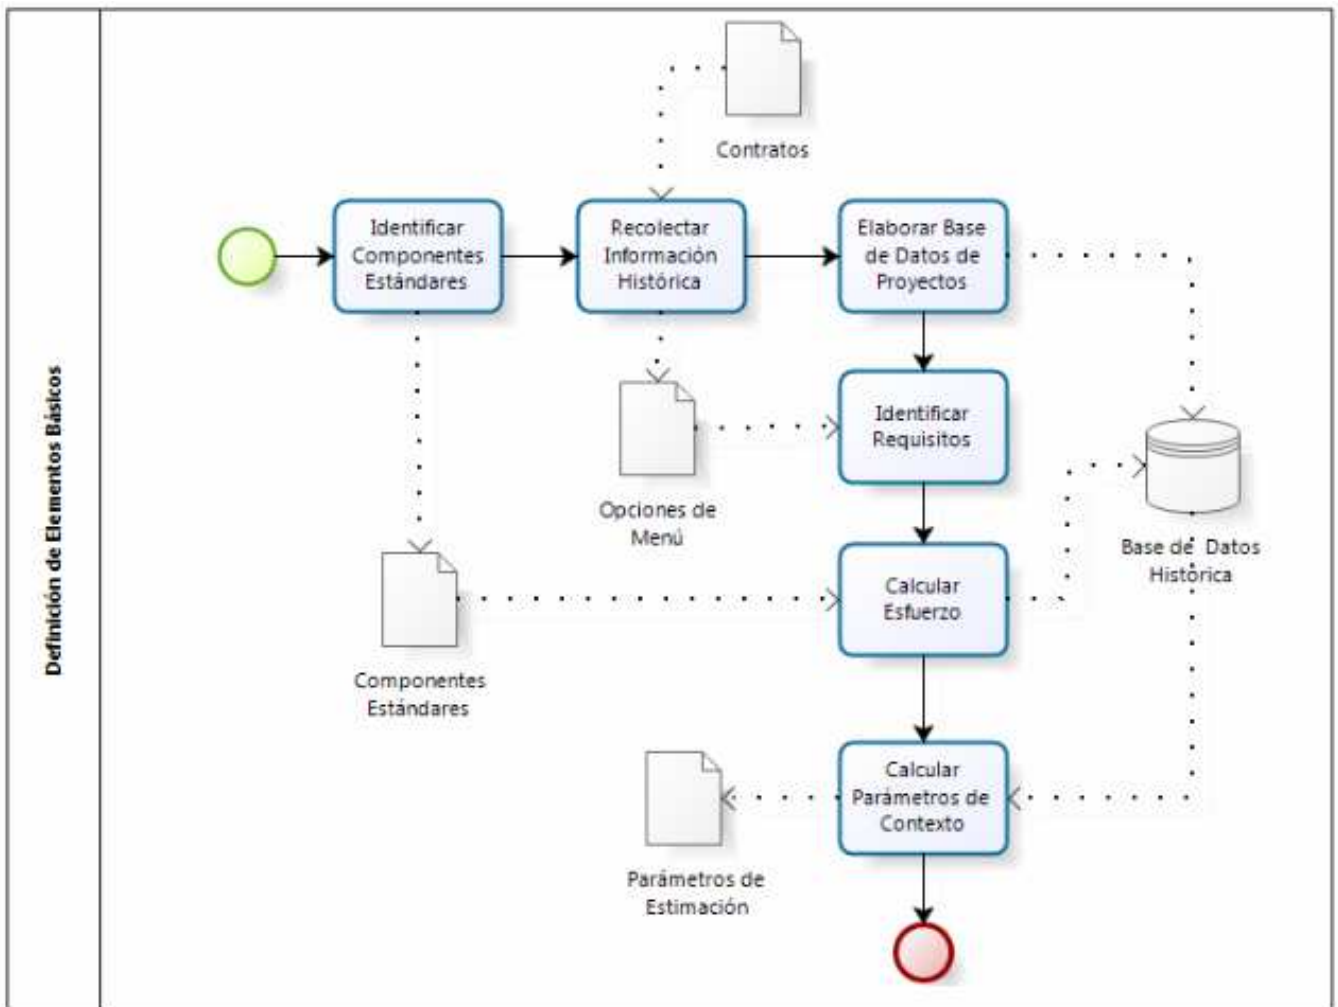 Definición de Elementos Básicos
Contratos
Identificar
Componentes
Estándares
Recolectar
Información
Histórica
Elaborar Base
de Datos de
Proyectos
Identificar
Requisitos
Opciones de
Menú
Base de Datos
Histórica
Calcular
Esfuerzo
Componentes
Estándares
Calcular
Parámetros de
Contexto
Parámetros de
Estimación